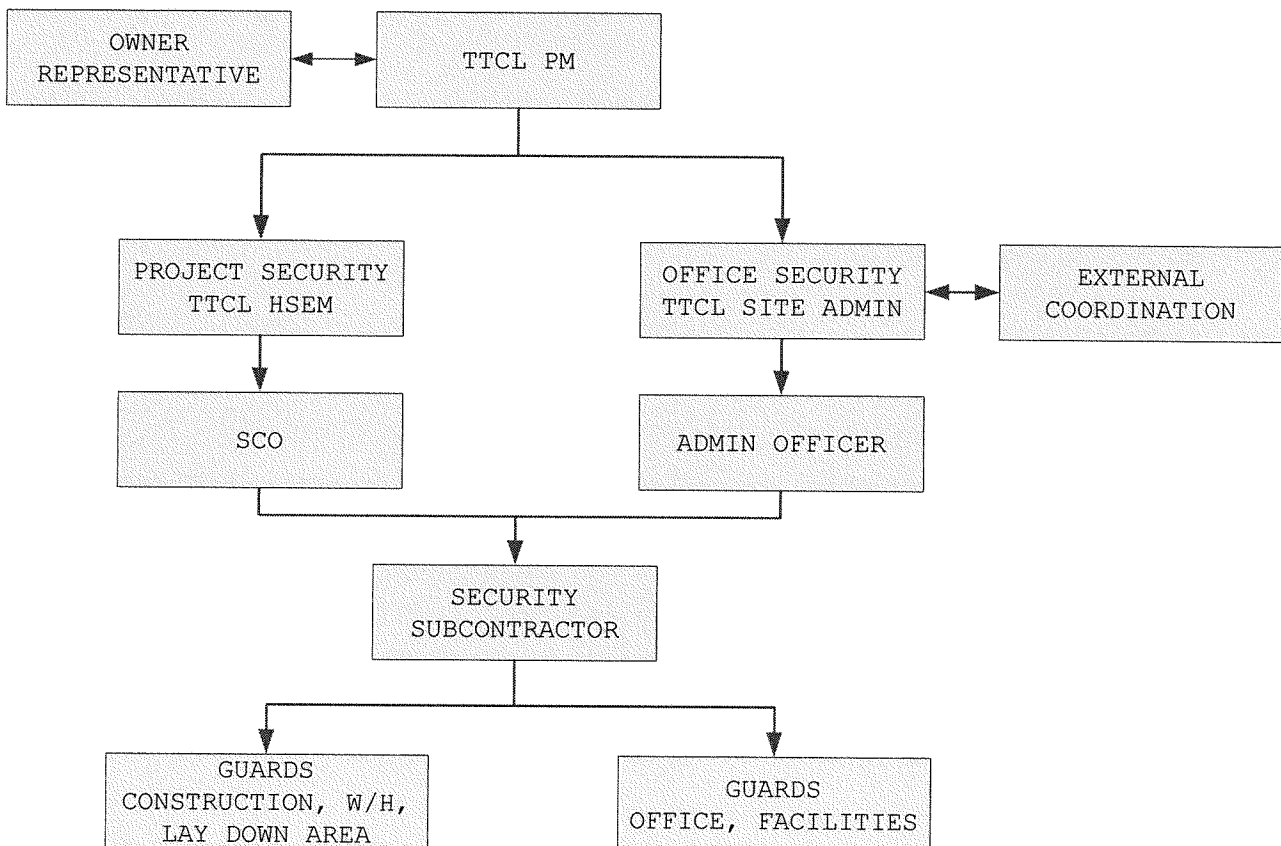 OWNER
REPRESENTATIVE
TTCL PM
PROJECT SECURITY
TTCL HSEM
OFFICE SECURITY
TTCL SITE ADMIN
EXTERNAL
COORDINATION
SCO
ADMIN OFFICER
SECURITY
SUBCONTRACTOR
GUARDS
CONSTRUCTION, W/H,
LAY DOWN AREA
GUARDS
OFFICE, FACILITIES